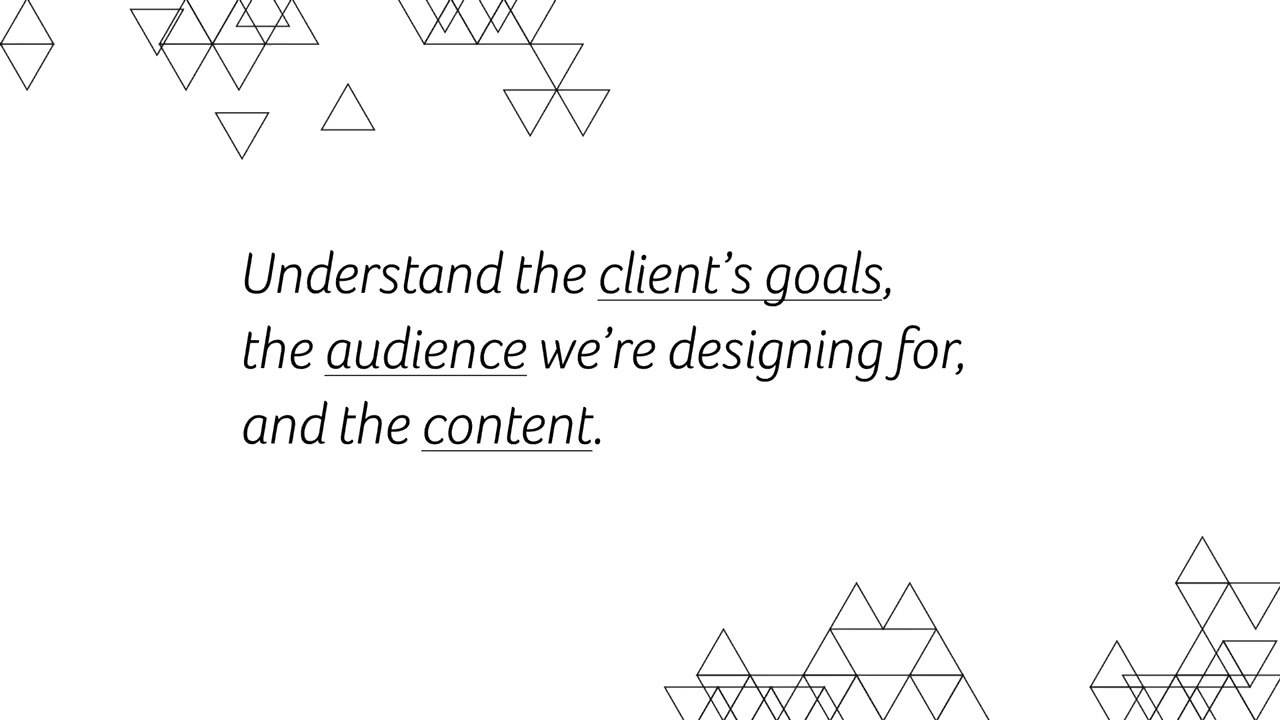 Understand the client’s goals,
the audience we’re designing for,
and the content.